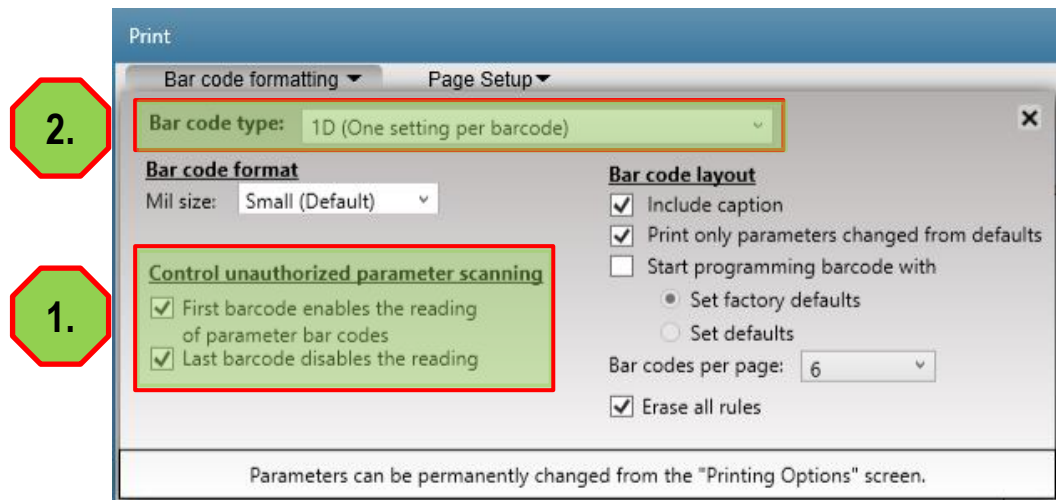 Print
Bar code formatting
Page Setup
2.
Bar code type: 1D (One setting per barcode)
Bar code format
Mil size: Small (Default)
1.
Control unauthorized parameter scanning
First barcode enables the reading
of parameter bar codes
Last barcode disables the reading
Bar code layout
Include caption
Print only parameters changed from defaults
Start programming barcode with
Set factory defaults
Set defaults
Bar codes per page: 6
Erase all rules
Parameters can be permanently changed from the "Printing Options" screen.